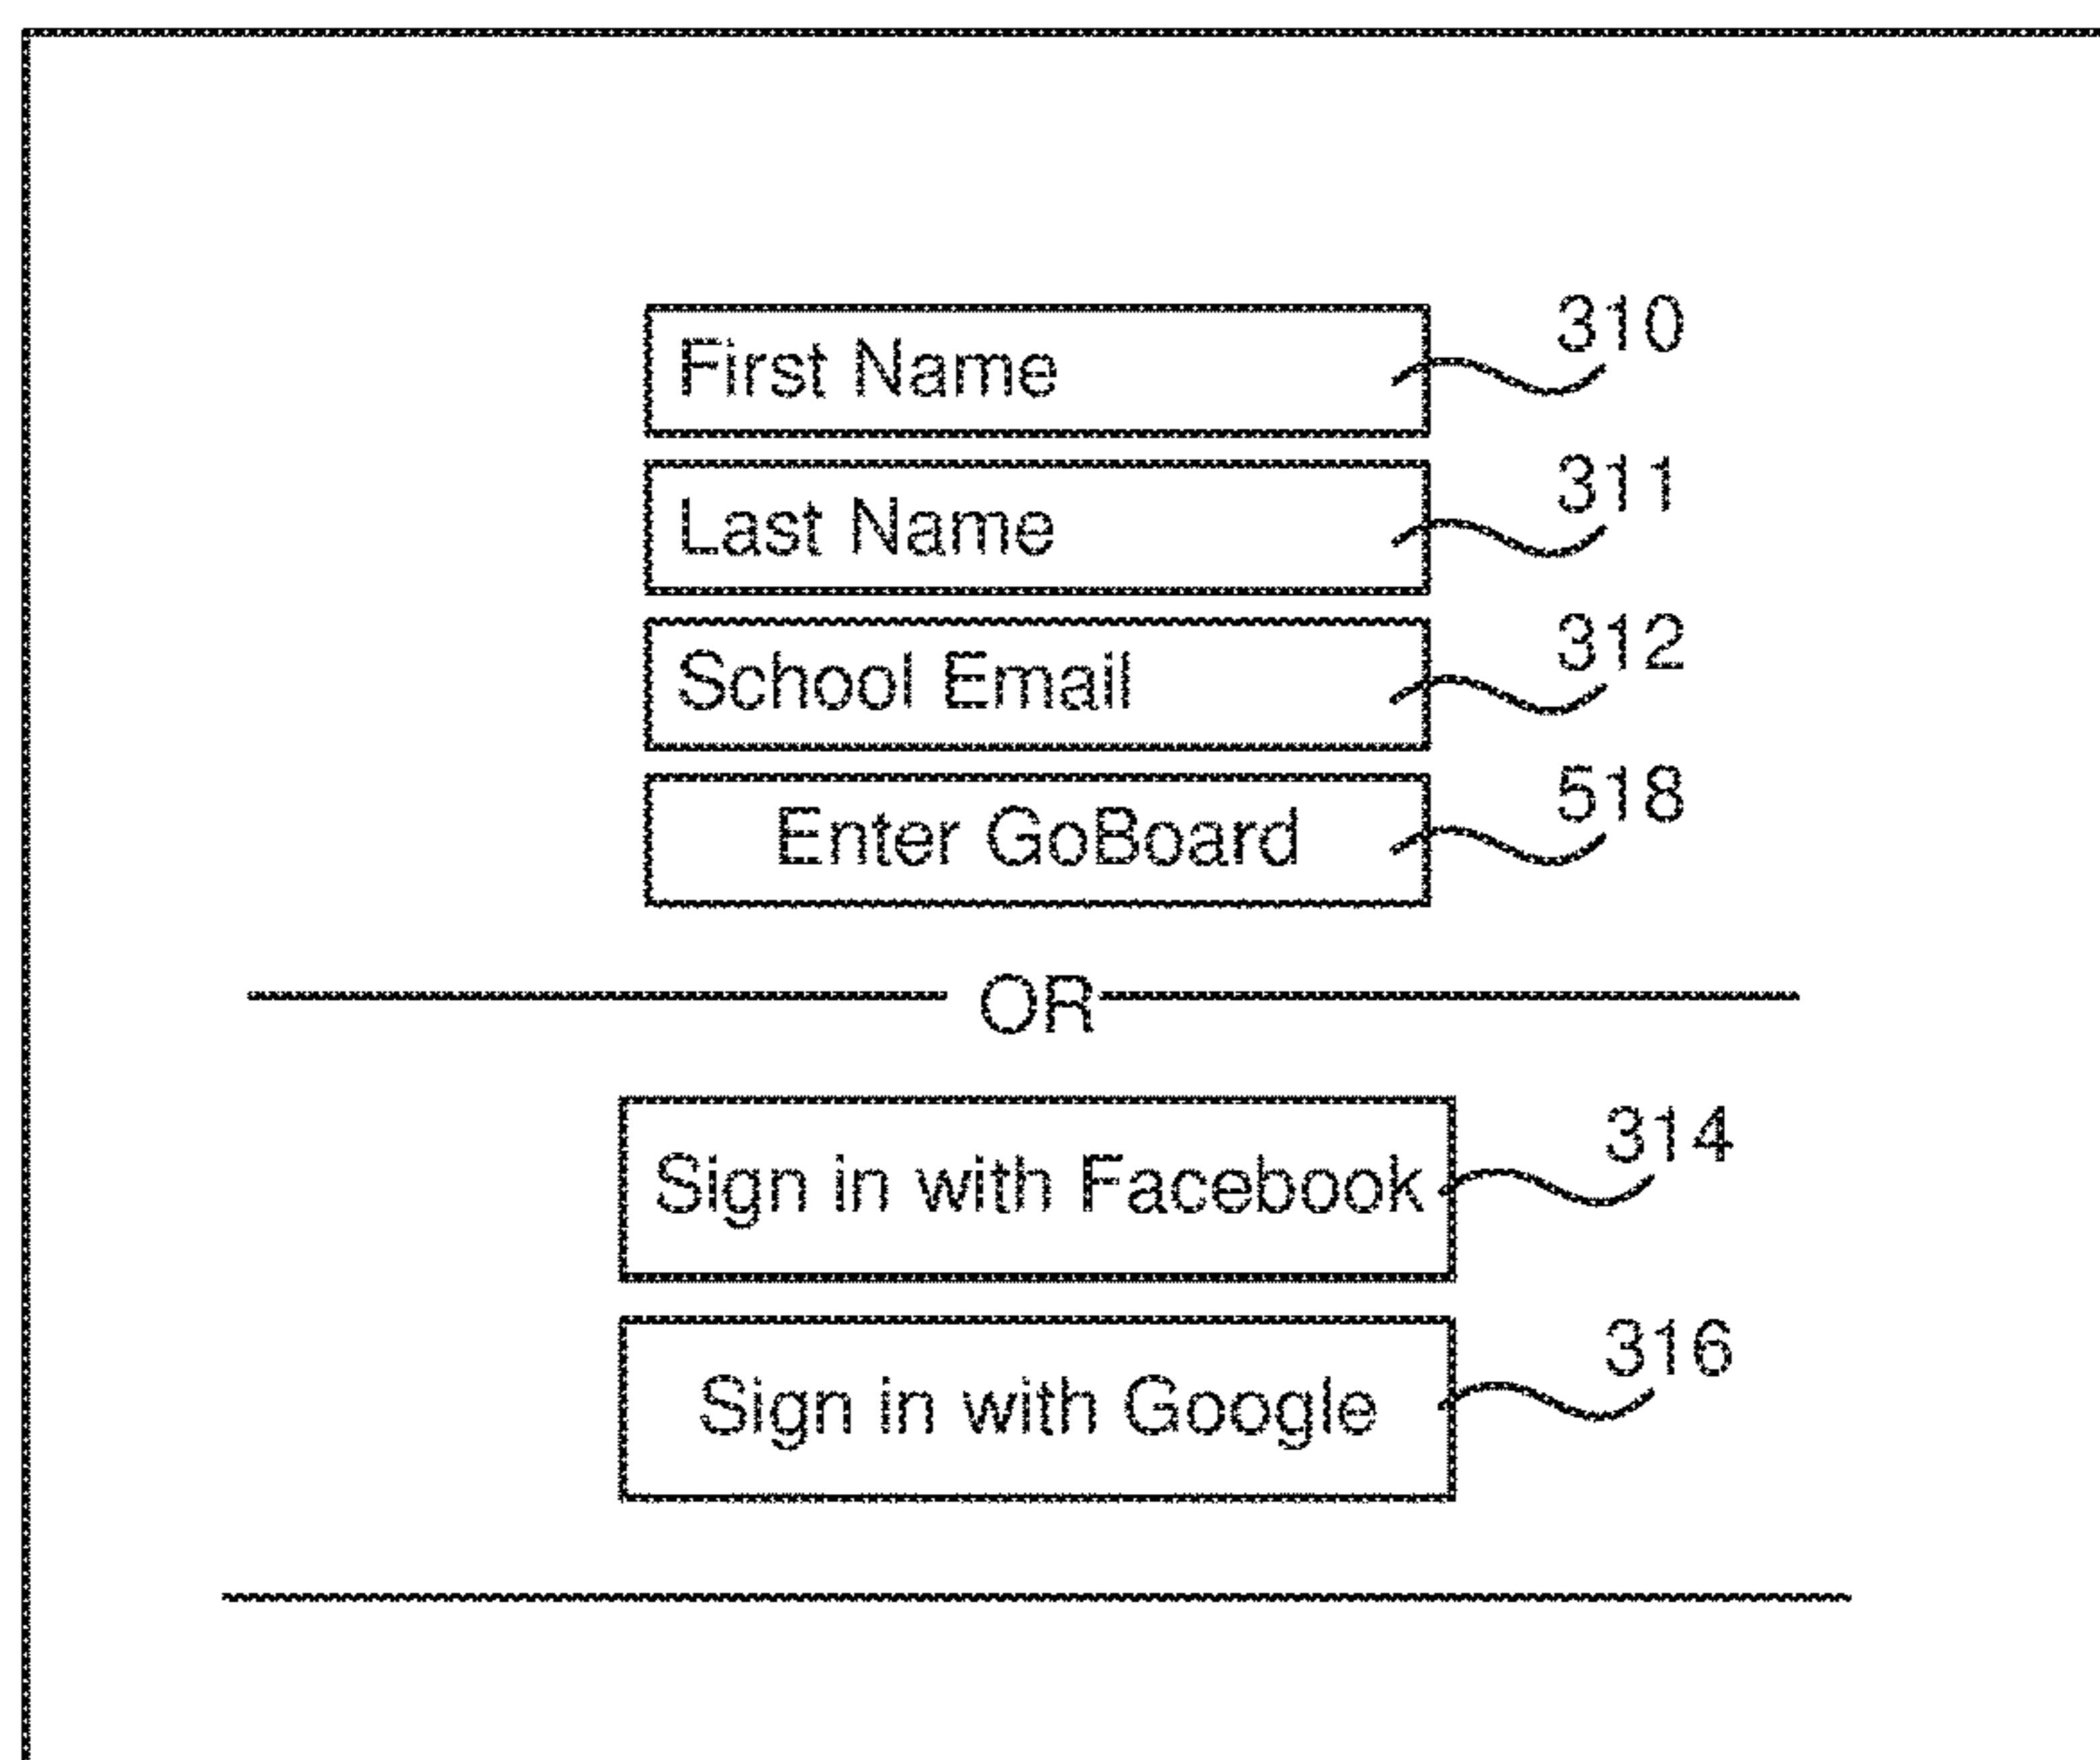 First Name 310
Last Name 311
School Email 312
Enter GoBoard 518
OR
Sign in with Facebook 314
Sign in with Google 316